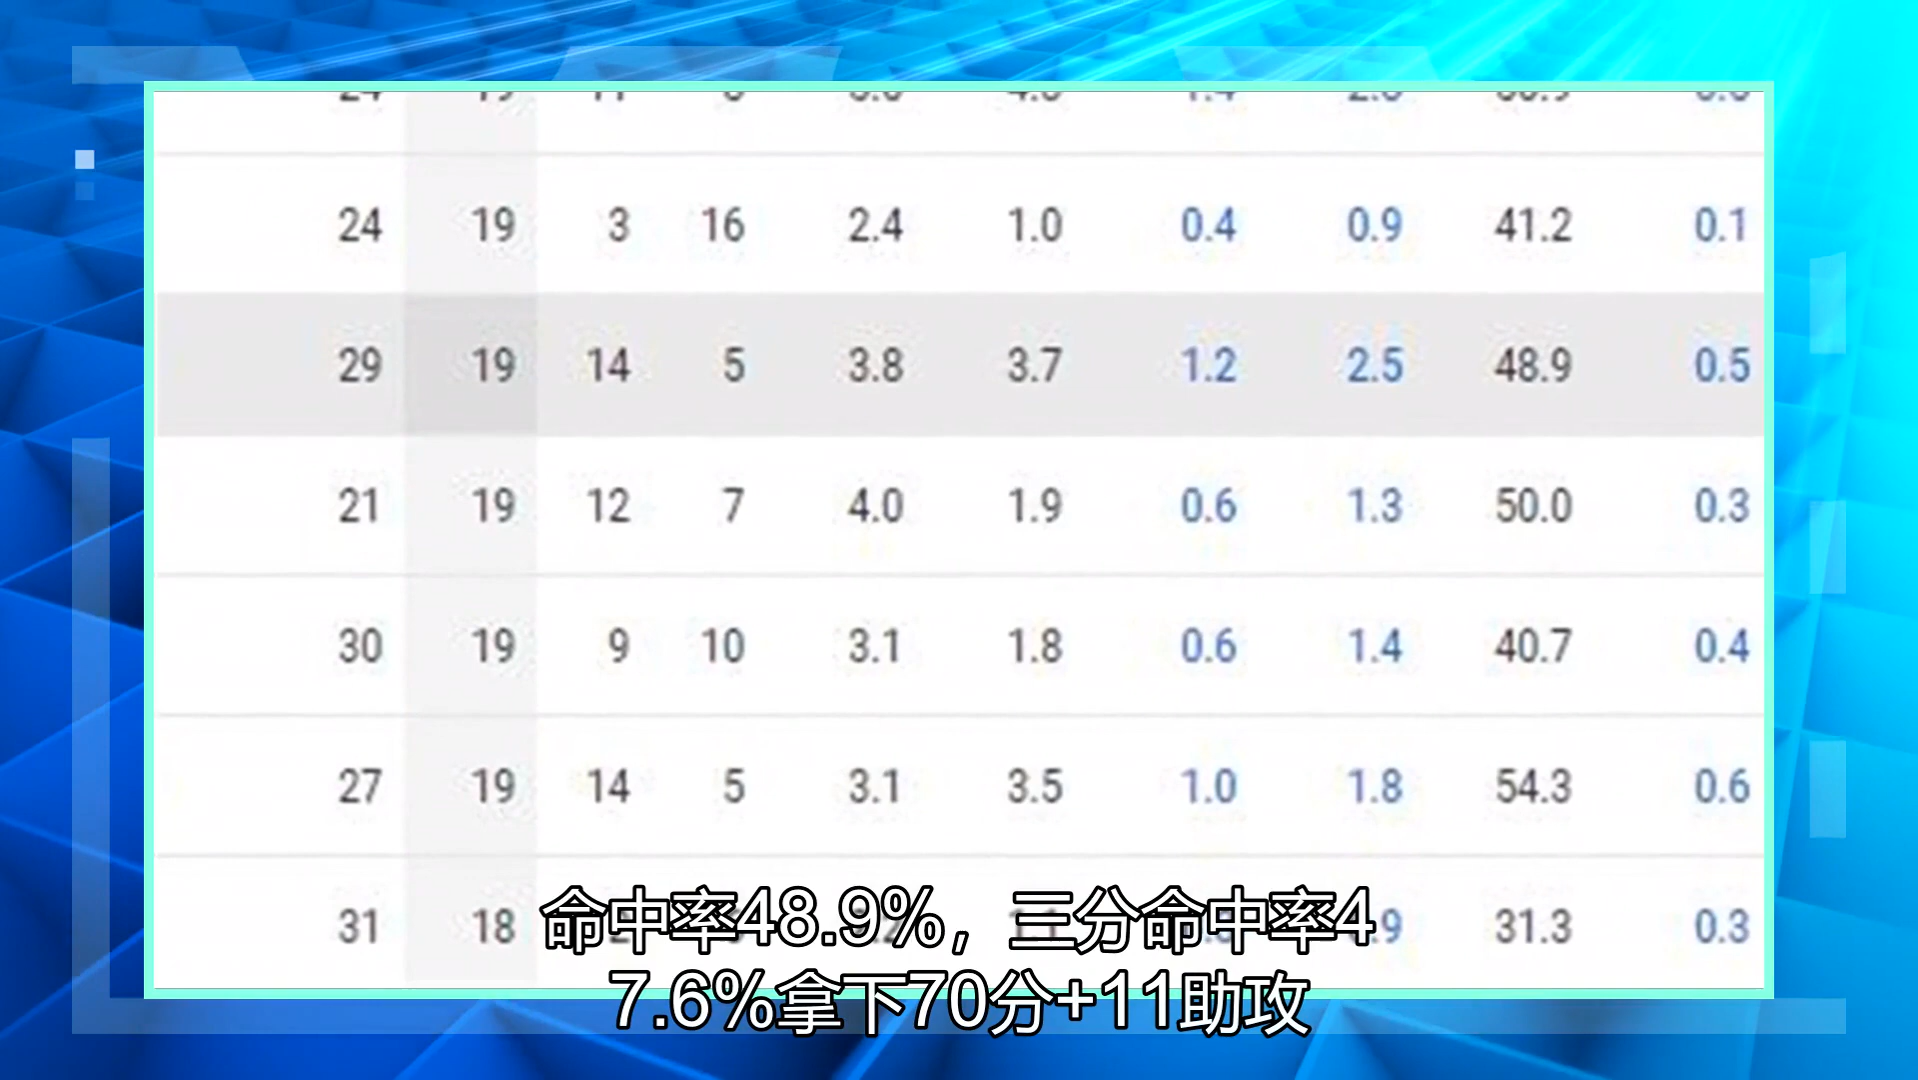 24 19 3 16 2.4 1.0 0.4 0.9 41.2 0.1
29 19 14 5 3.8 3.7 1.2 2.5 48.9 0.5
21 19 12 7 4.0 1.9 0.6 1.3 50.0 0.3
30 19 9 10 3.1 1.8 0.6 1.4 40.7 0.4
27 19 14 5 3.1 3.5 1.0 1.8 54.3 0.6
31 18 31.3 0.3
命中率48.9%，三分命中率4
7.6%拿下70分+11助攻